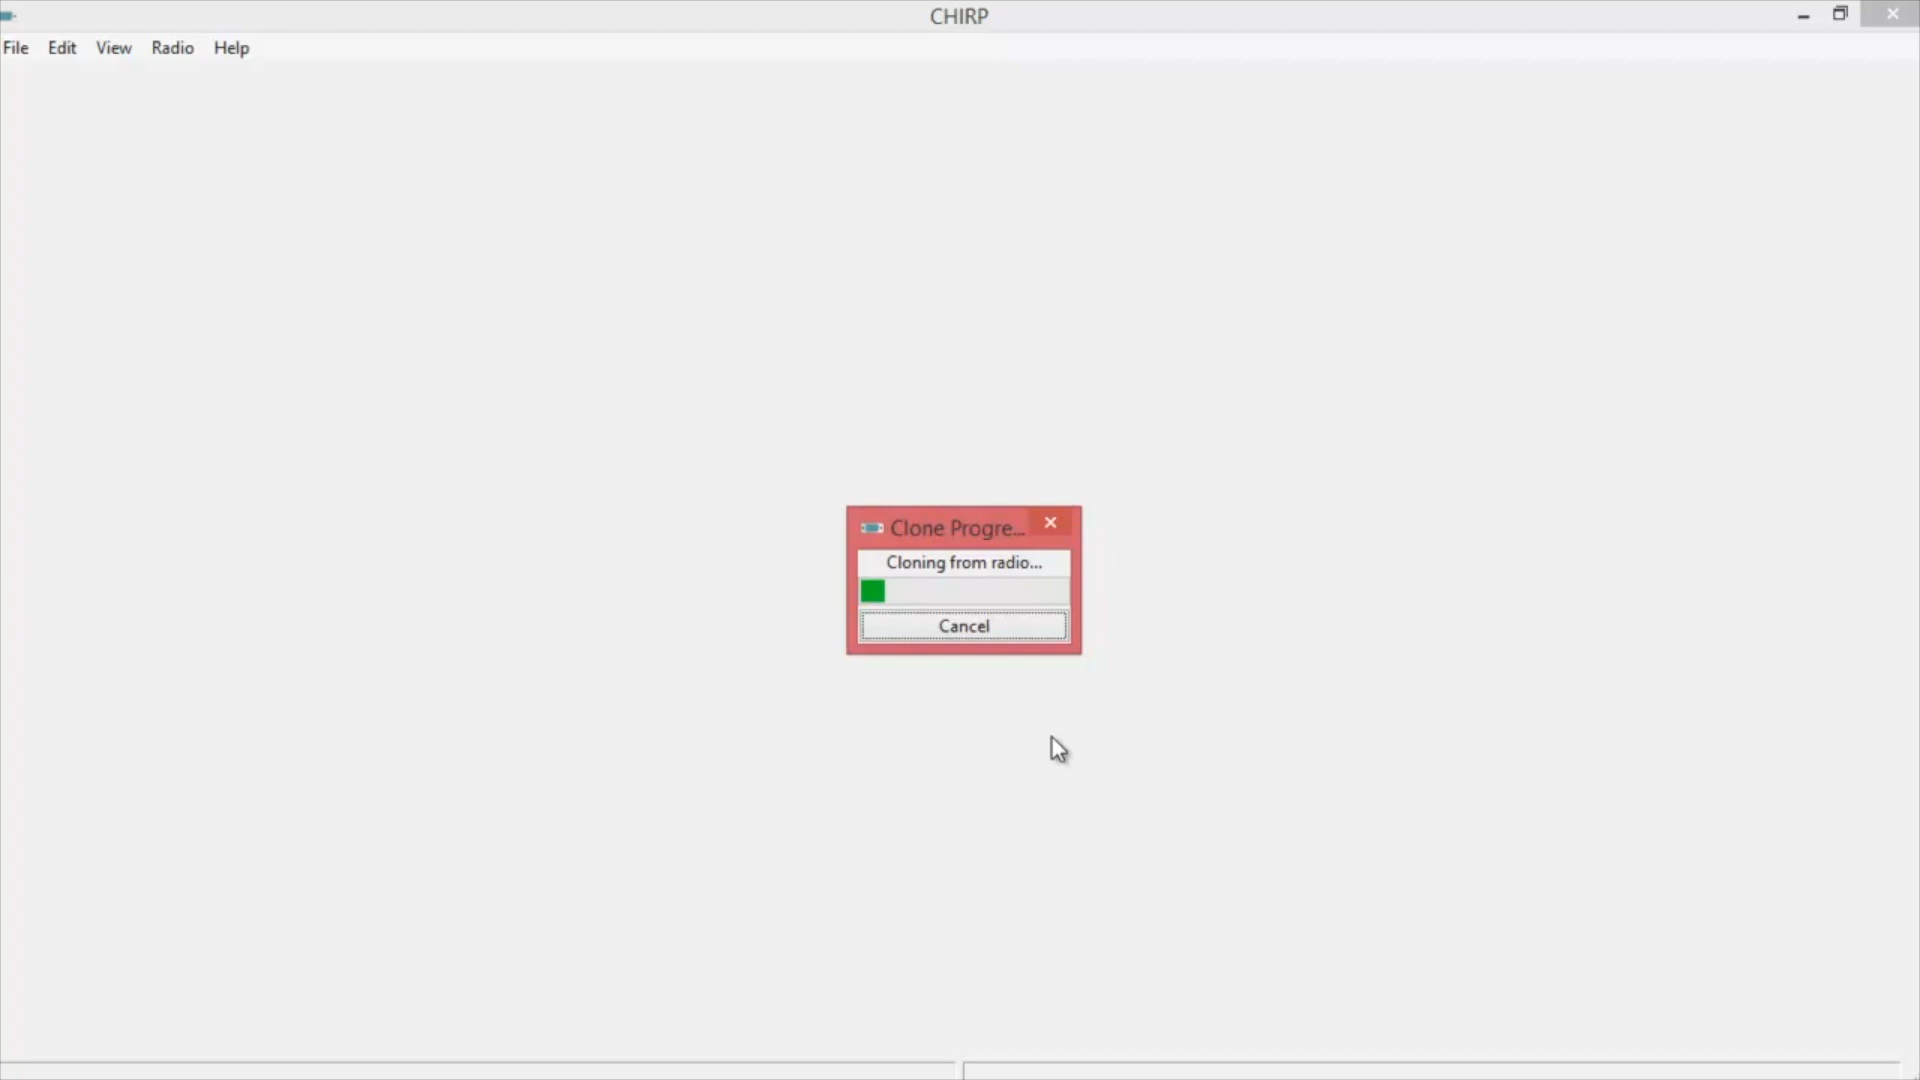 CHIRP
File Edit View Radio Help
Clone Progre...
Cloning from radio...
Cancel